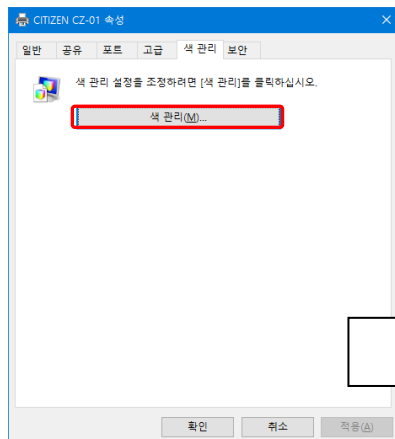 CITIZEN CZ-01 속성
일반 공유 포트 고급 색 관리 보안
색 관리 설정을 조정하려면 [색 관리]를 클릭하십시오.
색 관리(M)...
확인 취소 적용(A)